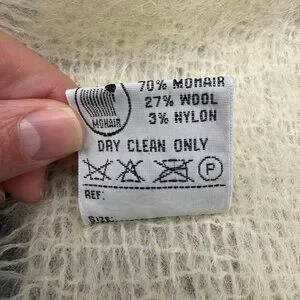 70% MOHAIR
27% WOOL
3% NYLON
MOHAIR
DRY CLEAN ONLY
P
REF:
SIZE: